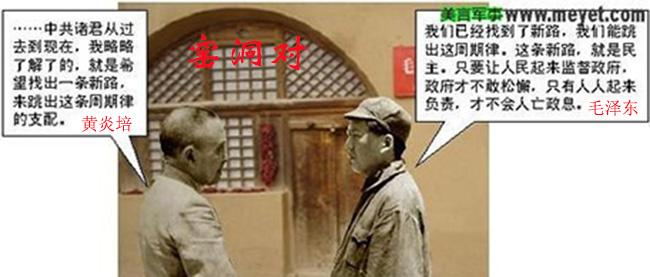 ……中共诸君从过
去到现在，我略略
了解了的，就是希
望找出一条新路，
来跳出这条周期律
的支配。
黄炎培
窑洞对
美言军事 www.meyet.com
我们已经找到了新路，我们能跳
出这周期律。这条新路，就是民
主。只要让人民起来监督政府，
政府才不敢松懈，只有人人起来
负责，才不会人亡政息。
毛泽东